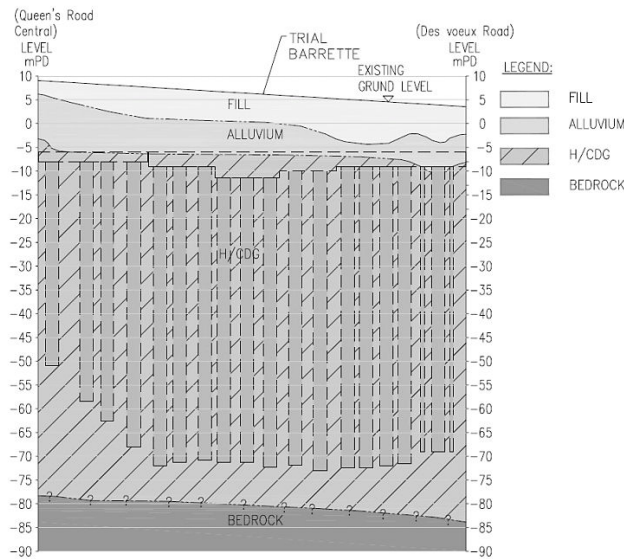 (Queen's Road
Central)
LEVEL
mPD
TRIAL
BARRETTE
(Des voeux Road)
LEVEL
mPD
EXISTING
GRUND LEVEL
LEGEND:
10
5
0
-5
-10
-15
-20
-25
-30
-35
-40
-45
-50
-55
-60
-65
-70
-75
-80
-85
-90
FILL
ALLUVIUM
H/CDG
? ? ? ? ? ? ? ? ? ? ?
BEDROCK
10
5
0
-5
-10
-15
-20
-25
-30
-35
-40
-45
-50
-55
-60
-65
-70
-75
-80
-85
-90
FILL
ALLUVIUM
H/CDG
BEDROCK